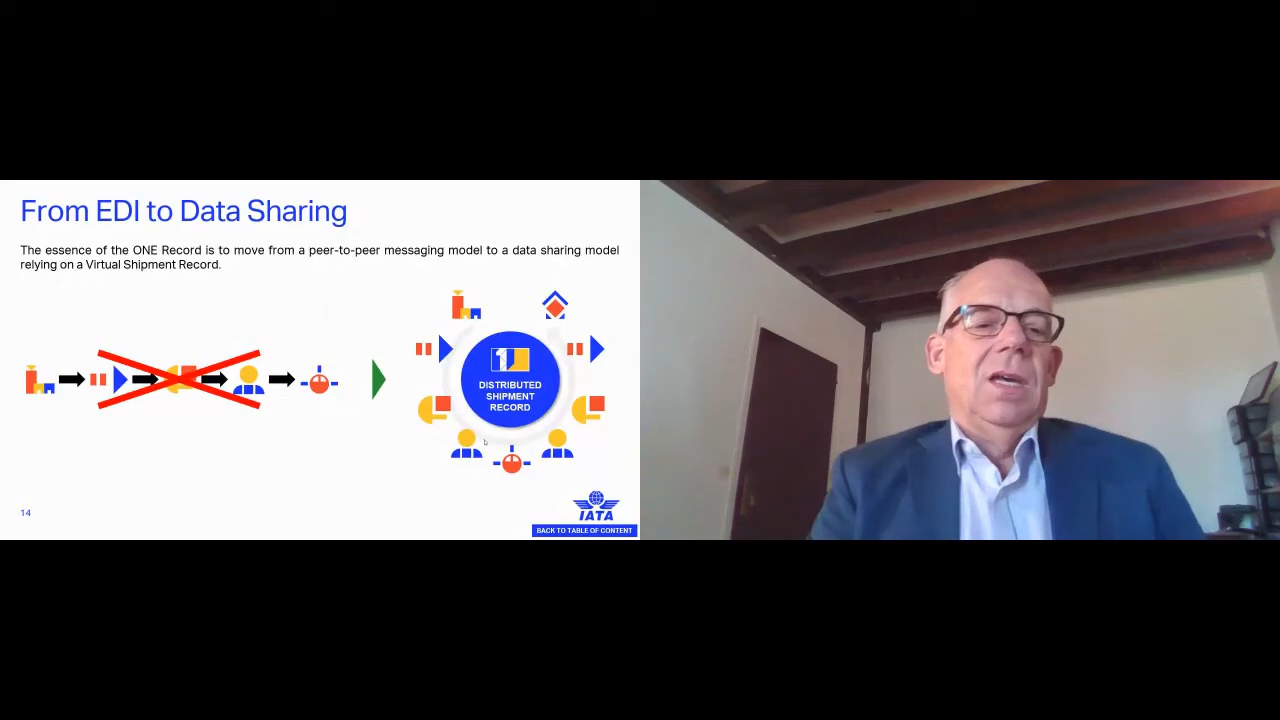 From EDI to Data Sharing
The essence of the ONE Record is to move from a peer-to-peer messaging model to a data sharing model
relying on a Virtual Shipment Record.
1
DISTRIBUTED
SHIPMENT
RECORD
14
IATA
BACK TO TABLE OF CONTENT